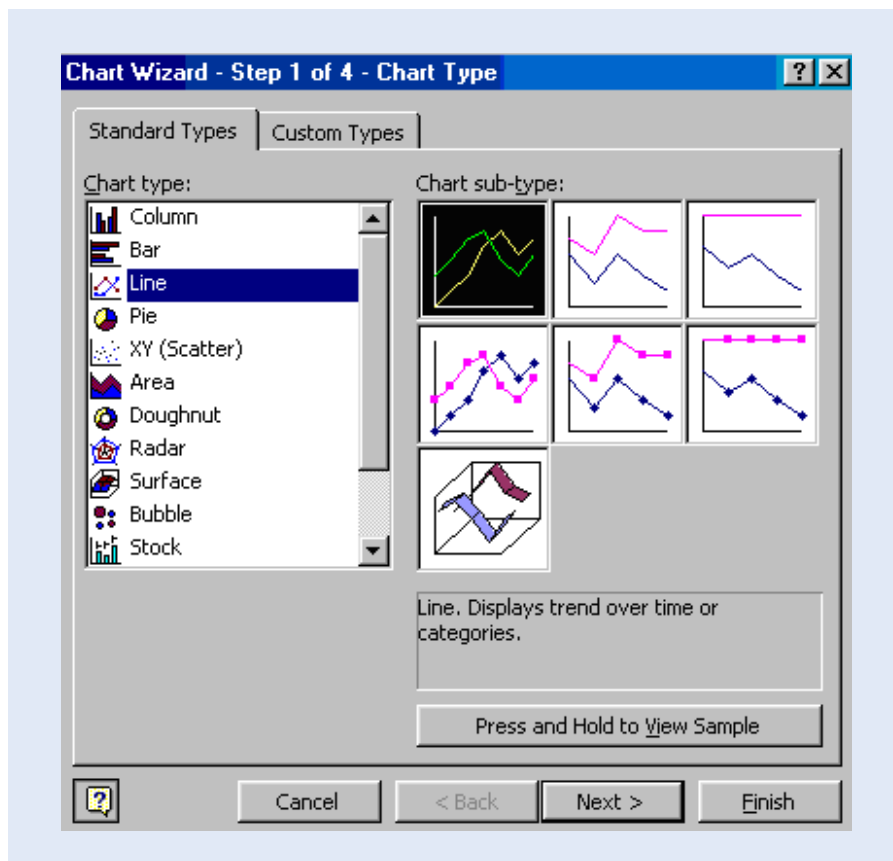 Chart Wizard - Step 1 of 4 - Chart Type
Standard Types
Custom Types
Chart type:
Column
Bar
Line
Pie
XY (Scatter)
Area
Doughnut
Radar
Surface
Bubble
Stock
Chart sub-type:
Line. Displays trend over time or
categories.
Press and Hold to View Sample
Cancel
< Back
Next >
Finish